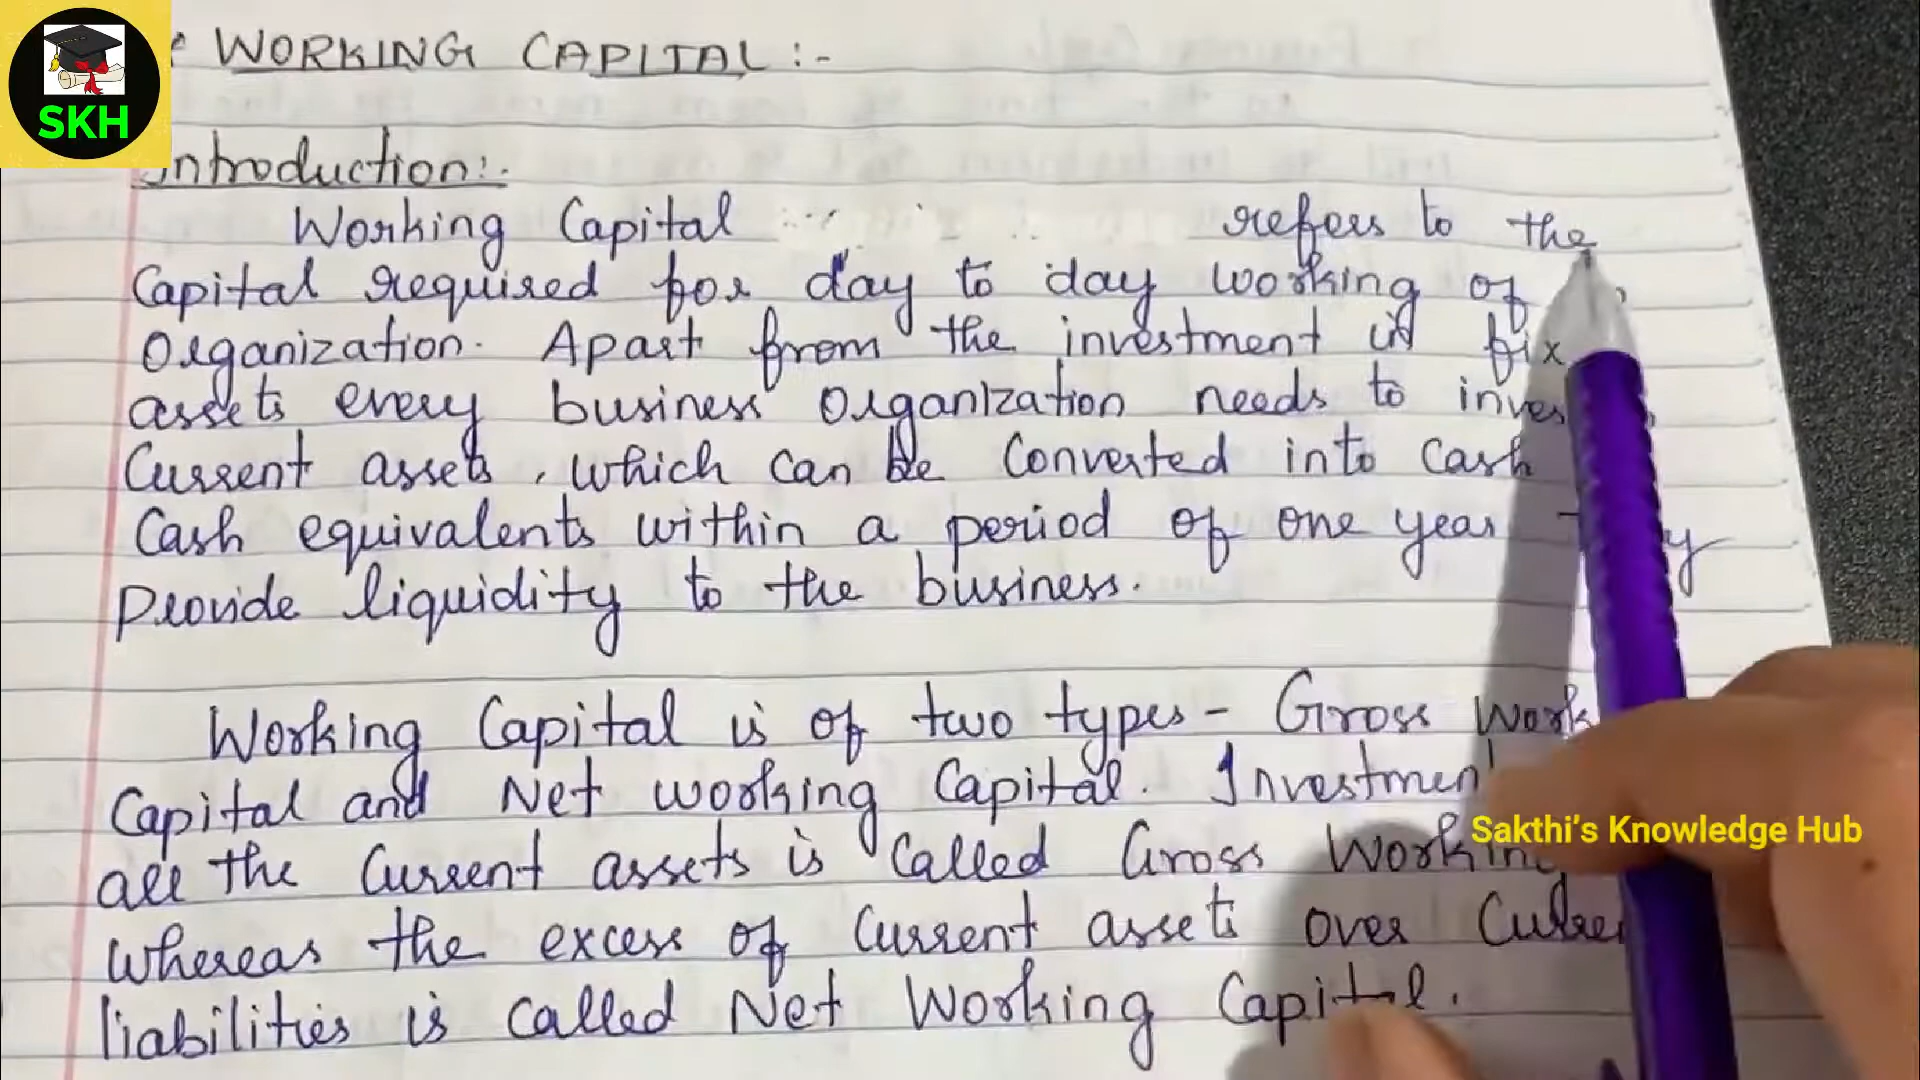 WORKING CAPITAL :-
SKH
Introduction:-
Working Capital refers to the
Capital required for day to day working of
Organization. Apart from the investment in fix
assets every business organization needs to inves
Current assets, which can be Converted into Cash
Cash equivalents within a period of one year
Provide liquidity to the business.
Working Capital is of two types - Gross Work
Capital and Net working Capital. Investment
Sakthi's Knowledge Hub
all the Current assets is Called Gross Working
whereas the excess of Current assets over Curren
liabilities is called Net Working Capital.